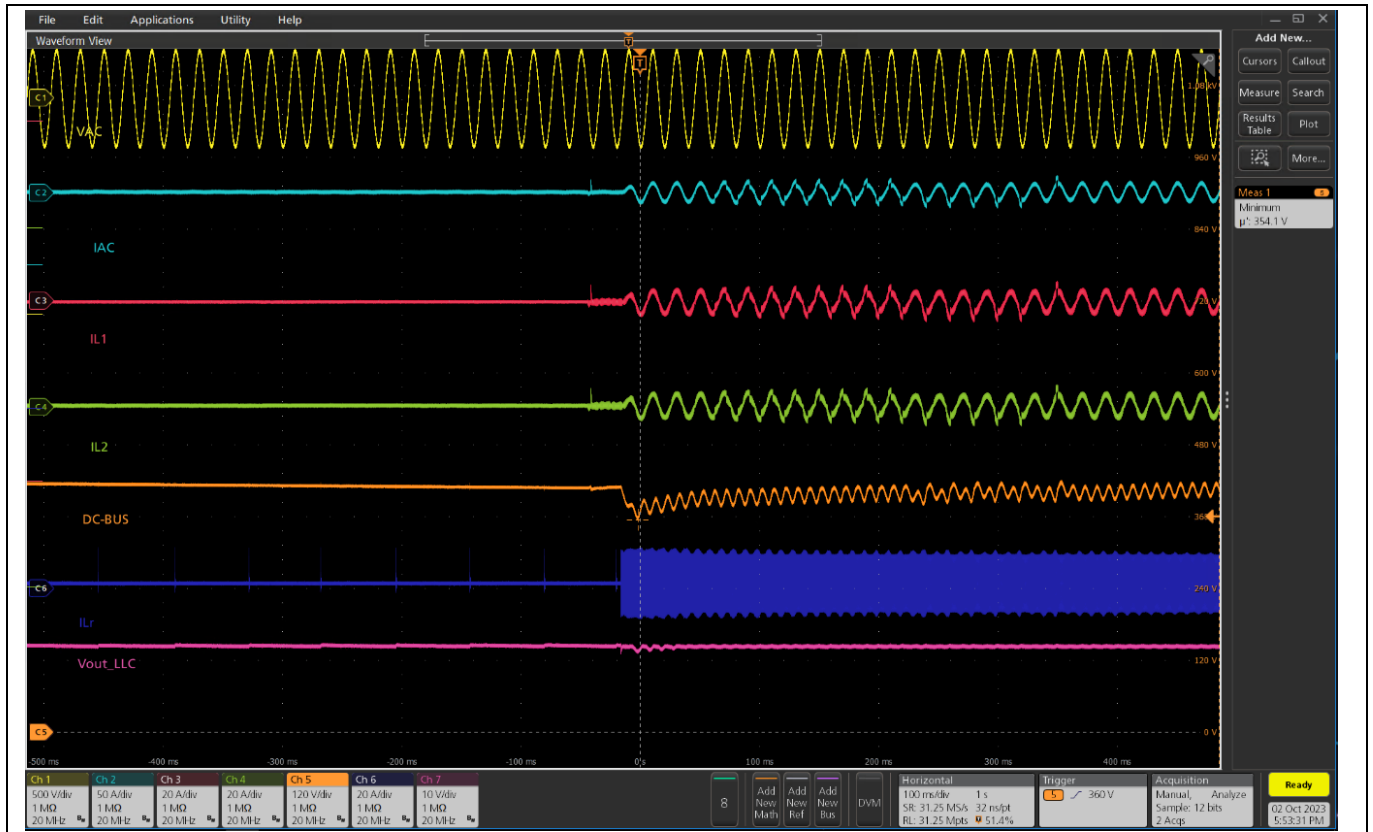 File Edit Applications Utility Help
Waveform View
Add New...
Cursors Callout
Measure Search
Results Table Plot
More...
Meas 1 5
Minimum
µ': 354.1 V
T
T
C1
VAC
1.08 kV
960 V
C2
IAC
840 V
C3
720 V
IL1
600 V
C4
IL2
480 V
DC-BUS
360
C6
240 V
ILr
Vout_LLC
120 V
C5
0 V
-500 ms -400 ms -300 ms -200 ms -100 ms 0 s 100 ms 200 ms 300 ms 400 ms
Ch 1 Ch 2 Ch 3 Ch 4 Ch 5 Ch 6 Ch 7
500 V/div 50 A/div 20 A/div 20 A/div 120 V/div 20 A/div 10 V/div
1 MΩ 1 MΩ 1 MΩ 1 MΩ 1 MΩ 1 MΩ 1 MΩ
20 MHz 20 MHz 20 MHz 20 MHz 20 MHz 20 MHz 20 MHz
8
Add New Math
Add New Ref
Add New Bus
DVM
Horizontal
100 ms/div 1 s
SR: 31.25 MS/s 32 ns/pt
RL: 31.25 Mpts 51.4%
Trigger
5 360 V
Acquisition
Manual, Analyze
Sample: 12 bits
2 Acqs
Ready
02 Oct 2023
5:53:31 PM